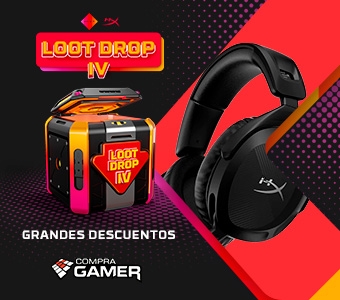 LOOT DROP
IV
LOOT
DROP
IV
GRANDES DESCUENTOS
COMPRA
GAMER